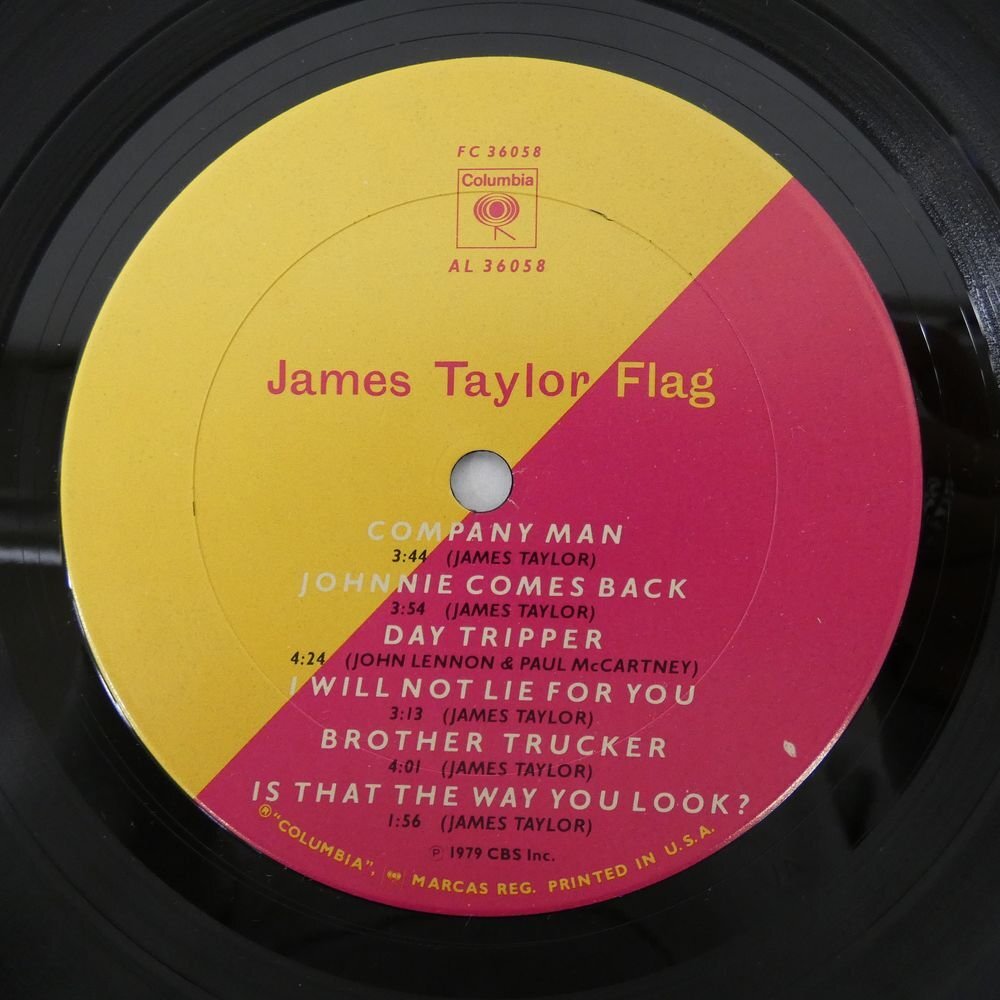 FC 36058
Columbia
AL 36058
James Taylor Flag
COMPANY MAN
3:44 (JAMES TAYLOR)
JOHNNIE COMES BACK
3:54 (JAMES TAYLOR)
DAY TRIPPER
4:24 (JOHN LENNON & PAUL McCARTNEY)
I WILL NOT LIE FOR YOU
3:13 (JAMES TAYLOR)
BROTHER TRUCKER
4:01 (JAMES TAYLOR)
IS THAT THE WAY YOU LOOK?
1:56 (JAMES TAYLOR)
℗ 1979 CBS Inc.
® "COLUMBIA", MARCAS REG. PRINTED IN U.S.A.